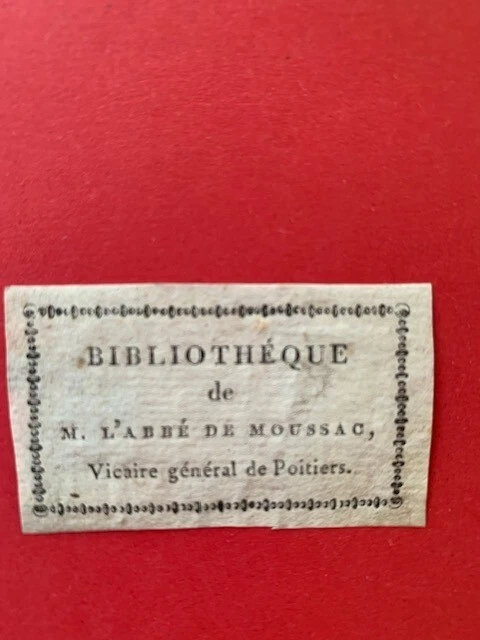 BIBLIOTHÉQUE
de
M. L'ABBÉ DE MOUSSAC,
Vicaire général de Poitiers.